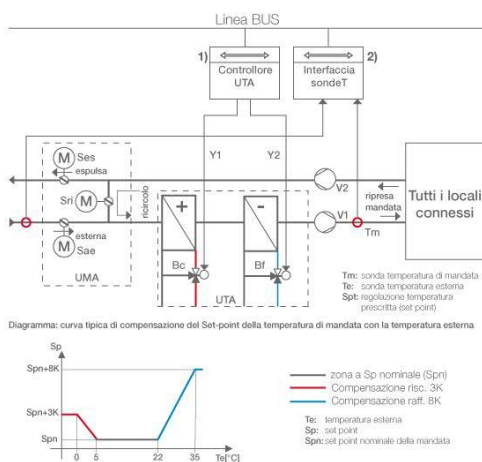 Linea BUS
1)
Controllore
UTA
Interfaccia
sondeT
2)
Y1
Y2
M
Ses
espulsa
V2
Sri
M
ricircolo
ripresa
mandata
Tutti i locali
connessi
+
-
V1
Tm
esterna
M
Sae
UMA
Bc
Bf
UTA
Tm: sonda temperatura di mandata
Te: sonda temperatura esterna
Spt: regolazione temperatura
prescritta (set point)
Diagramma: curva tipica di compensazione del Set-point della temperatura di mandata con la temperatura esterna
Sp
Spn+8K
Spn+3K
Spn
0
5
22
35
Te[°C]
zona a Sp nominale (Spn)
Compensazione risc. 3K
Compensazione raff. 8K
Te: temperatura esterna
Sp: set point
Spn: set point nominale della mandata